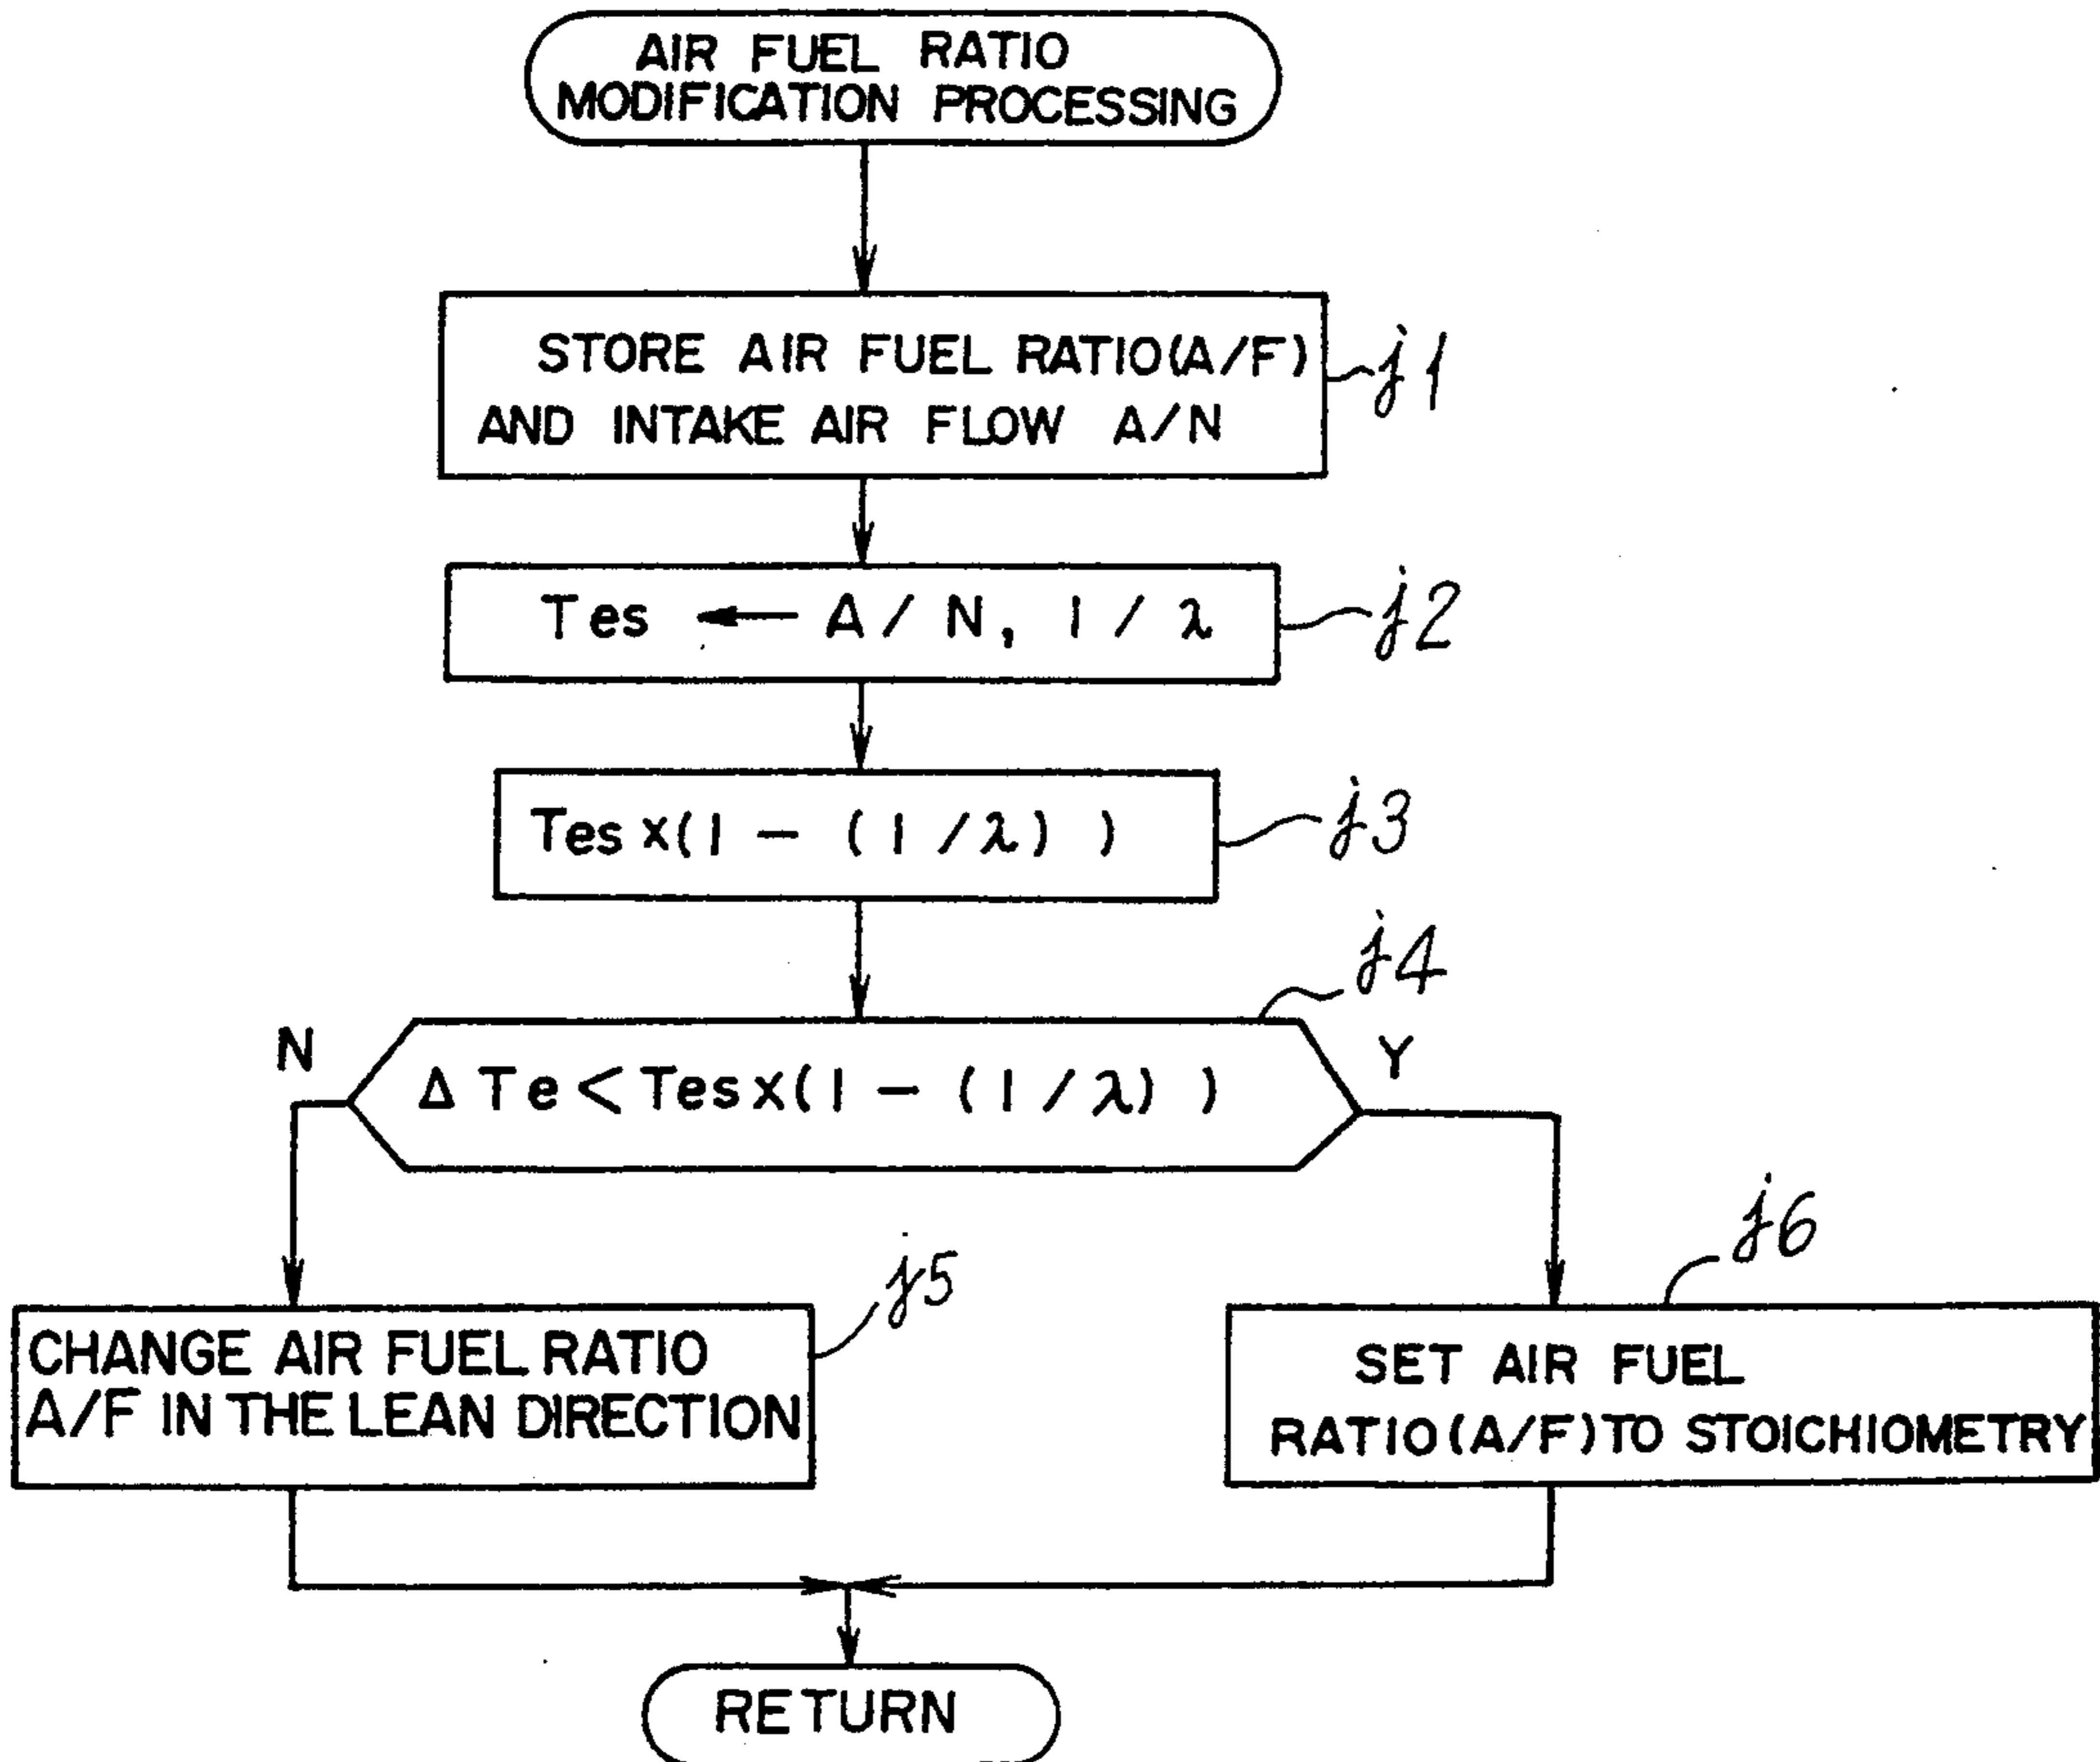 AIR FUEL RATIO
MODIFICATION PROCESSING
STORE AIR FUEL RATIO(A/F)
AND INTAKE AIR FLOW A/N
j1
Tes ← A / N, 1 / λ
j2
Tes x(1 − (1 / λ) )
j3
j4
N
Δ Te < Tes x(1 − (1 / λ) )
Y
j5
j6
CHANGE AIR FUEL RATIO
A/F IN THE LEAN DIRECTION
SET AIR FUEL
RATIO(A/F) TO STOICHIOMETRY
RETURN